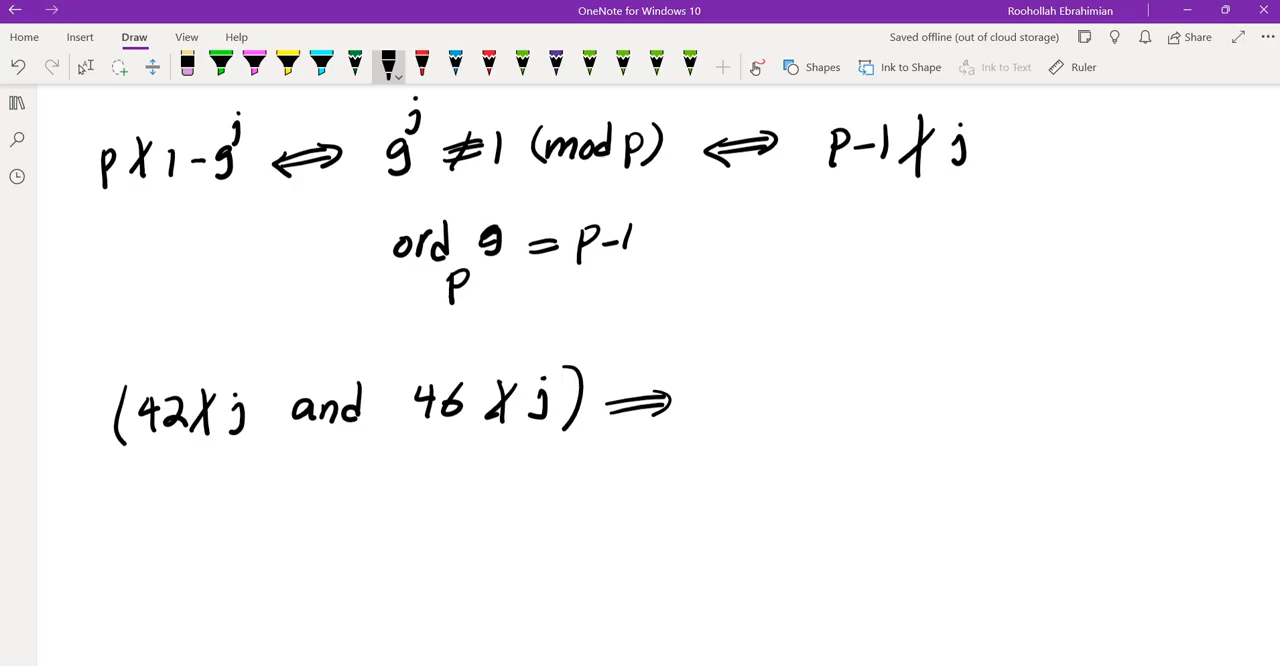 OneNote for Windows 10
Roohollah Ebrahimian
Home Insert Draw View Help
Saved offline (out of cloud storage)
Share
Shapes
Ink to Shape
Ink to Text
Ruler
p ∤ 1 - g^j ⟺ g^j ≢ 1 (mod p) ⟺ p-1 ∤ j
ord_p g = p-1
(42 ∤ j and 46 ∤ j) ⟹